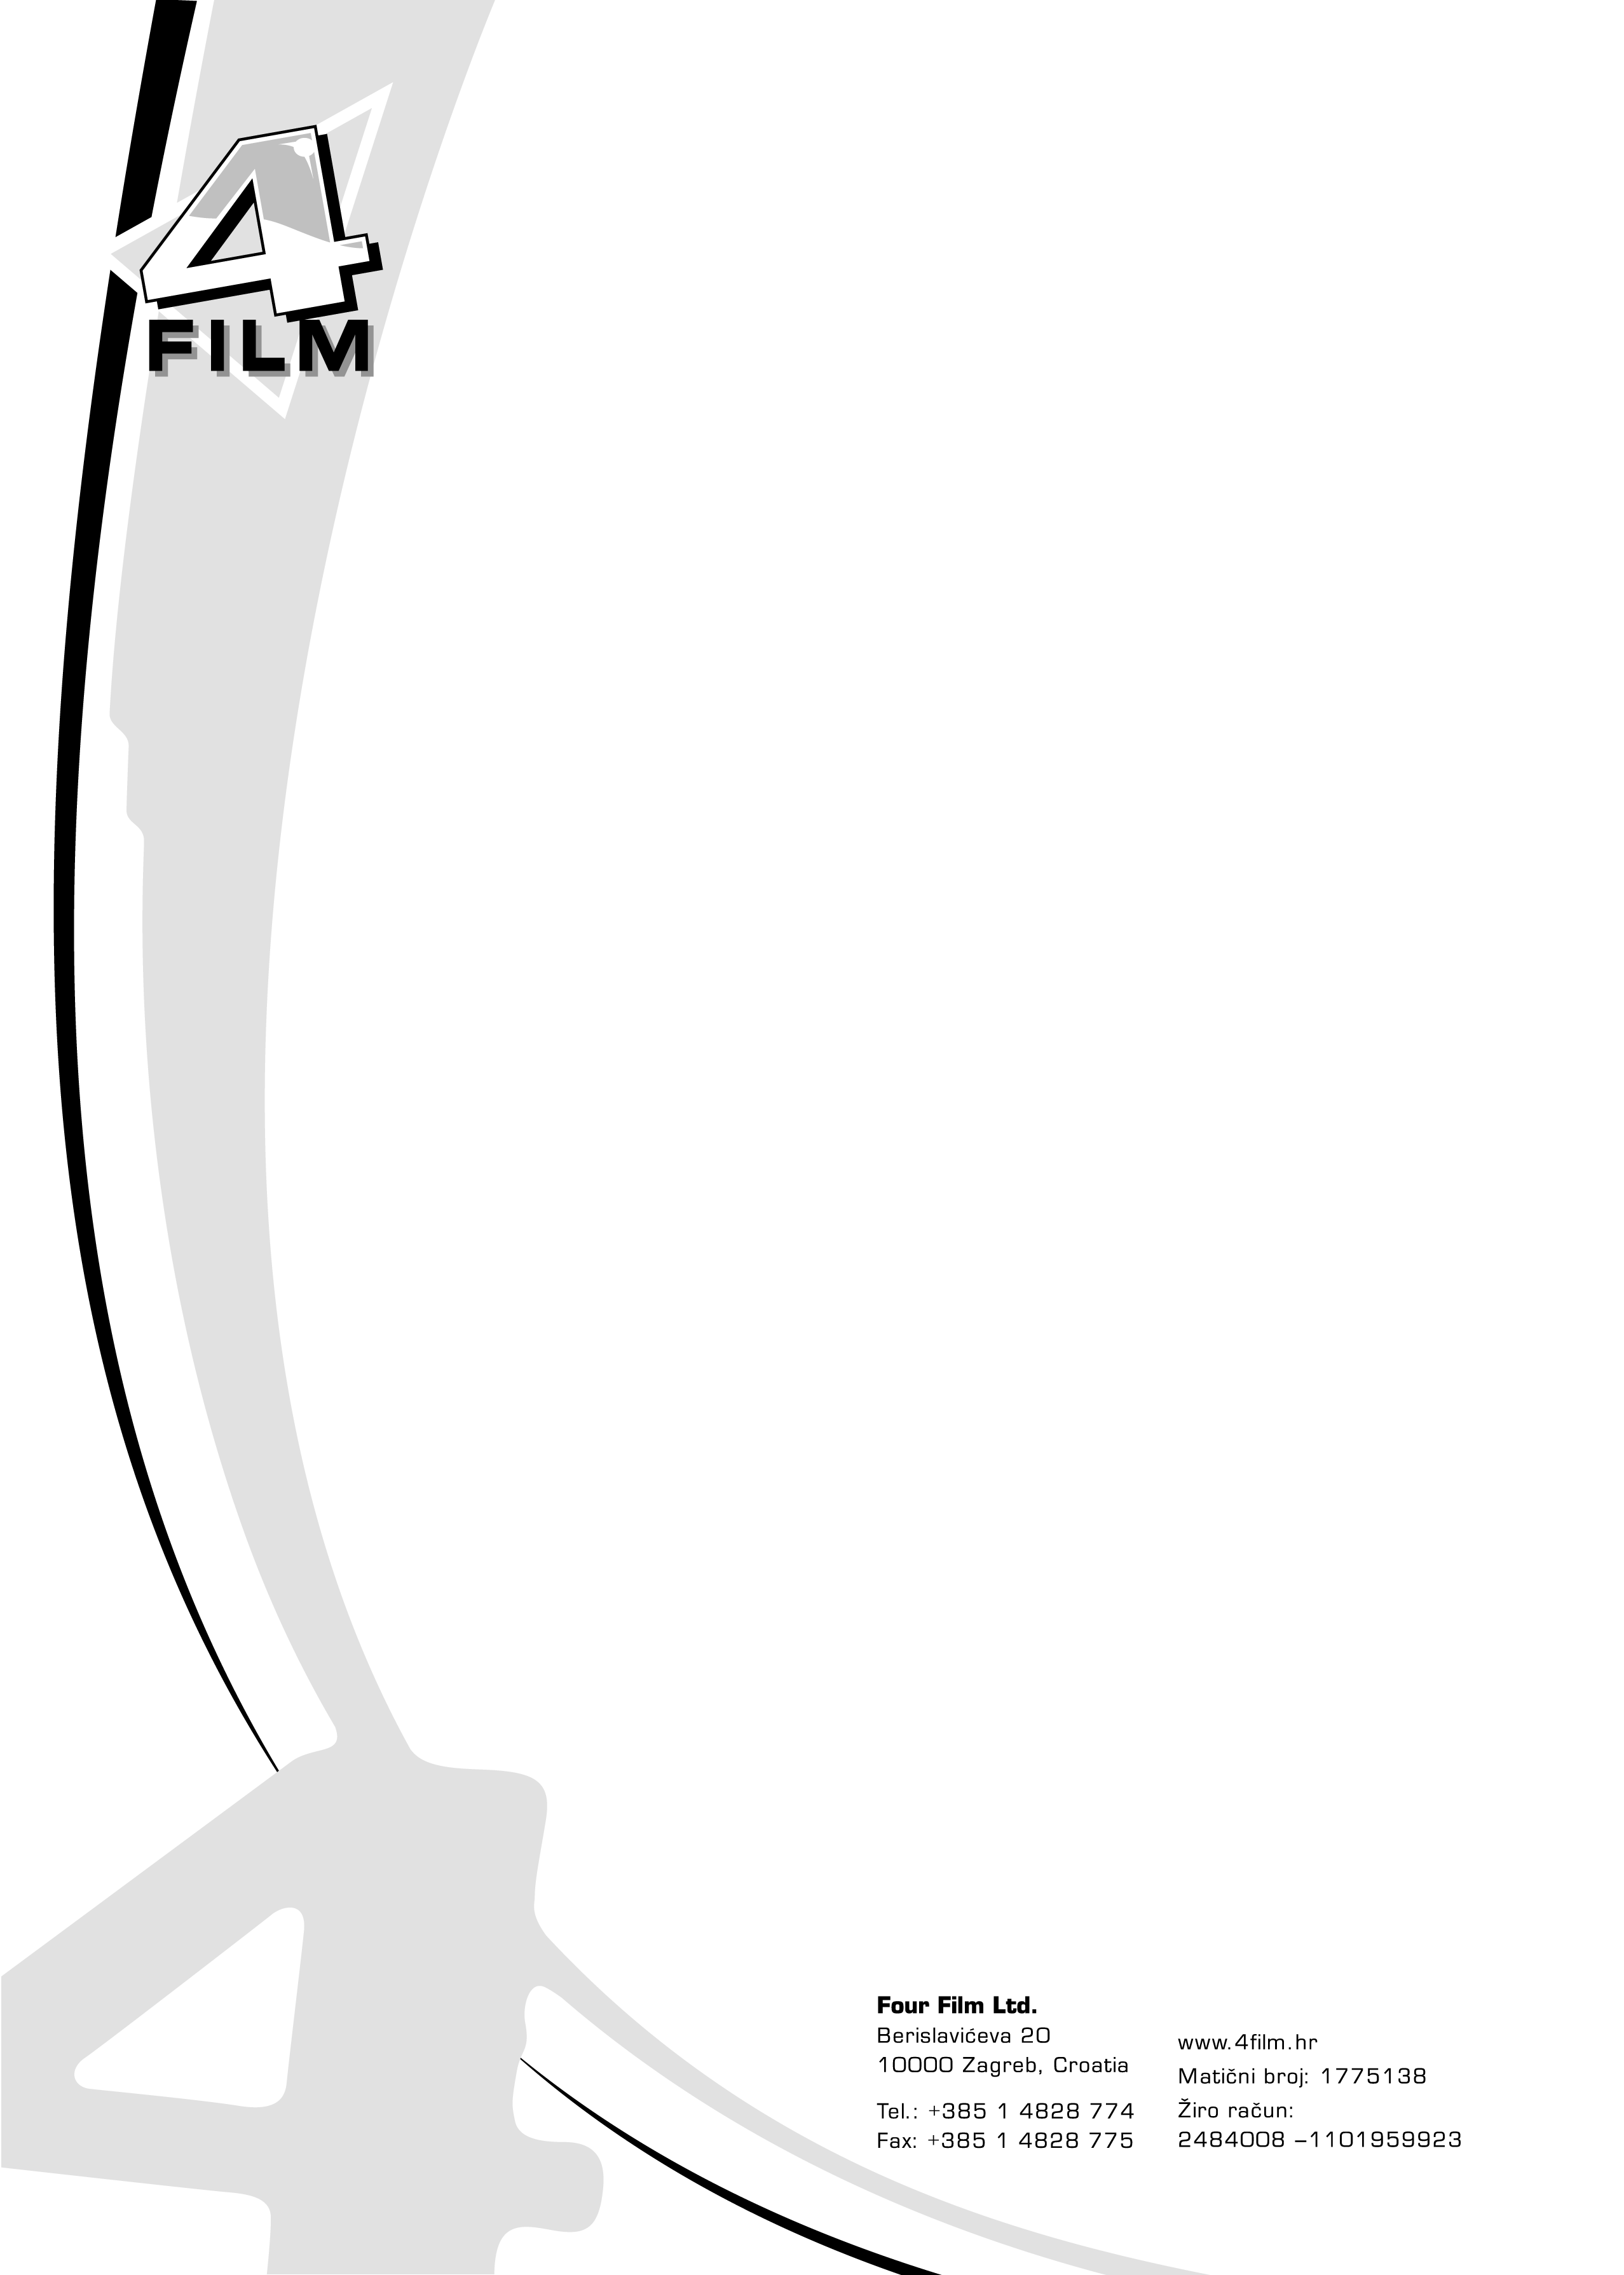 4
FILM
Four Film Ltd.
Berislavićeva 20
10000 Zagreb, Croatia
Tel.: +385 1 4828 774
Fax: +385 1 4828 775
www.4film.hr
Matični broj: 1775138
Žiro račun:
2484008 –1101959923